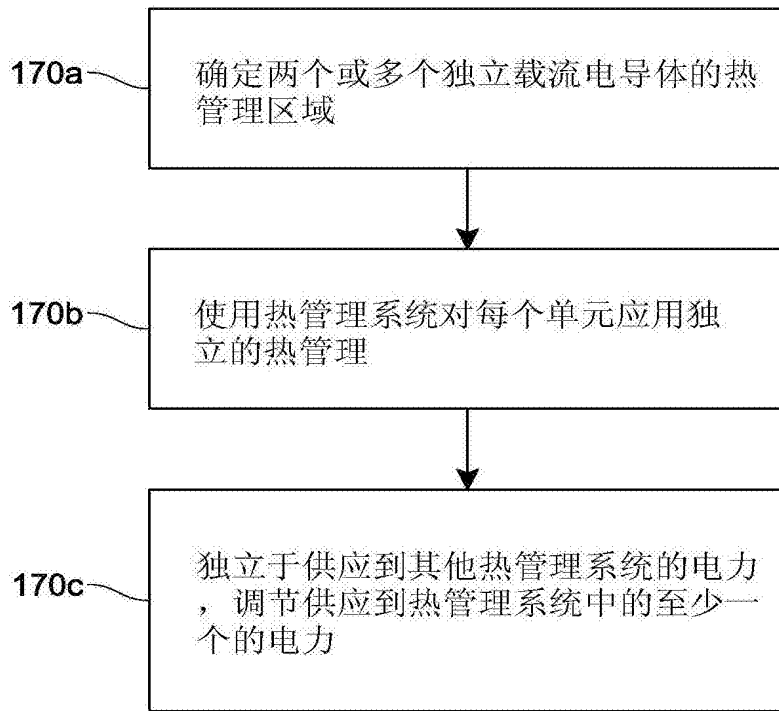 170a
确定两个或多个独立载流电导体的热
管理区域
170b
使用热管理系统对每个单元应用独
立的热管理
170c
独立于供应到其他热管理系统的电力
，调节供应到热管理系统中的至少一
个的电力